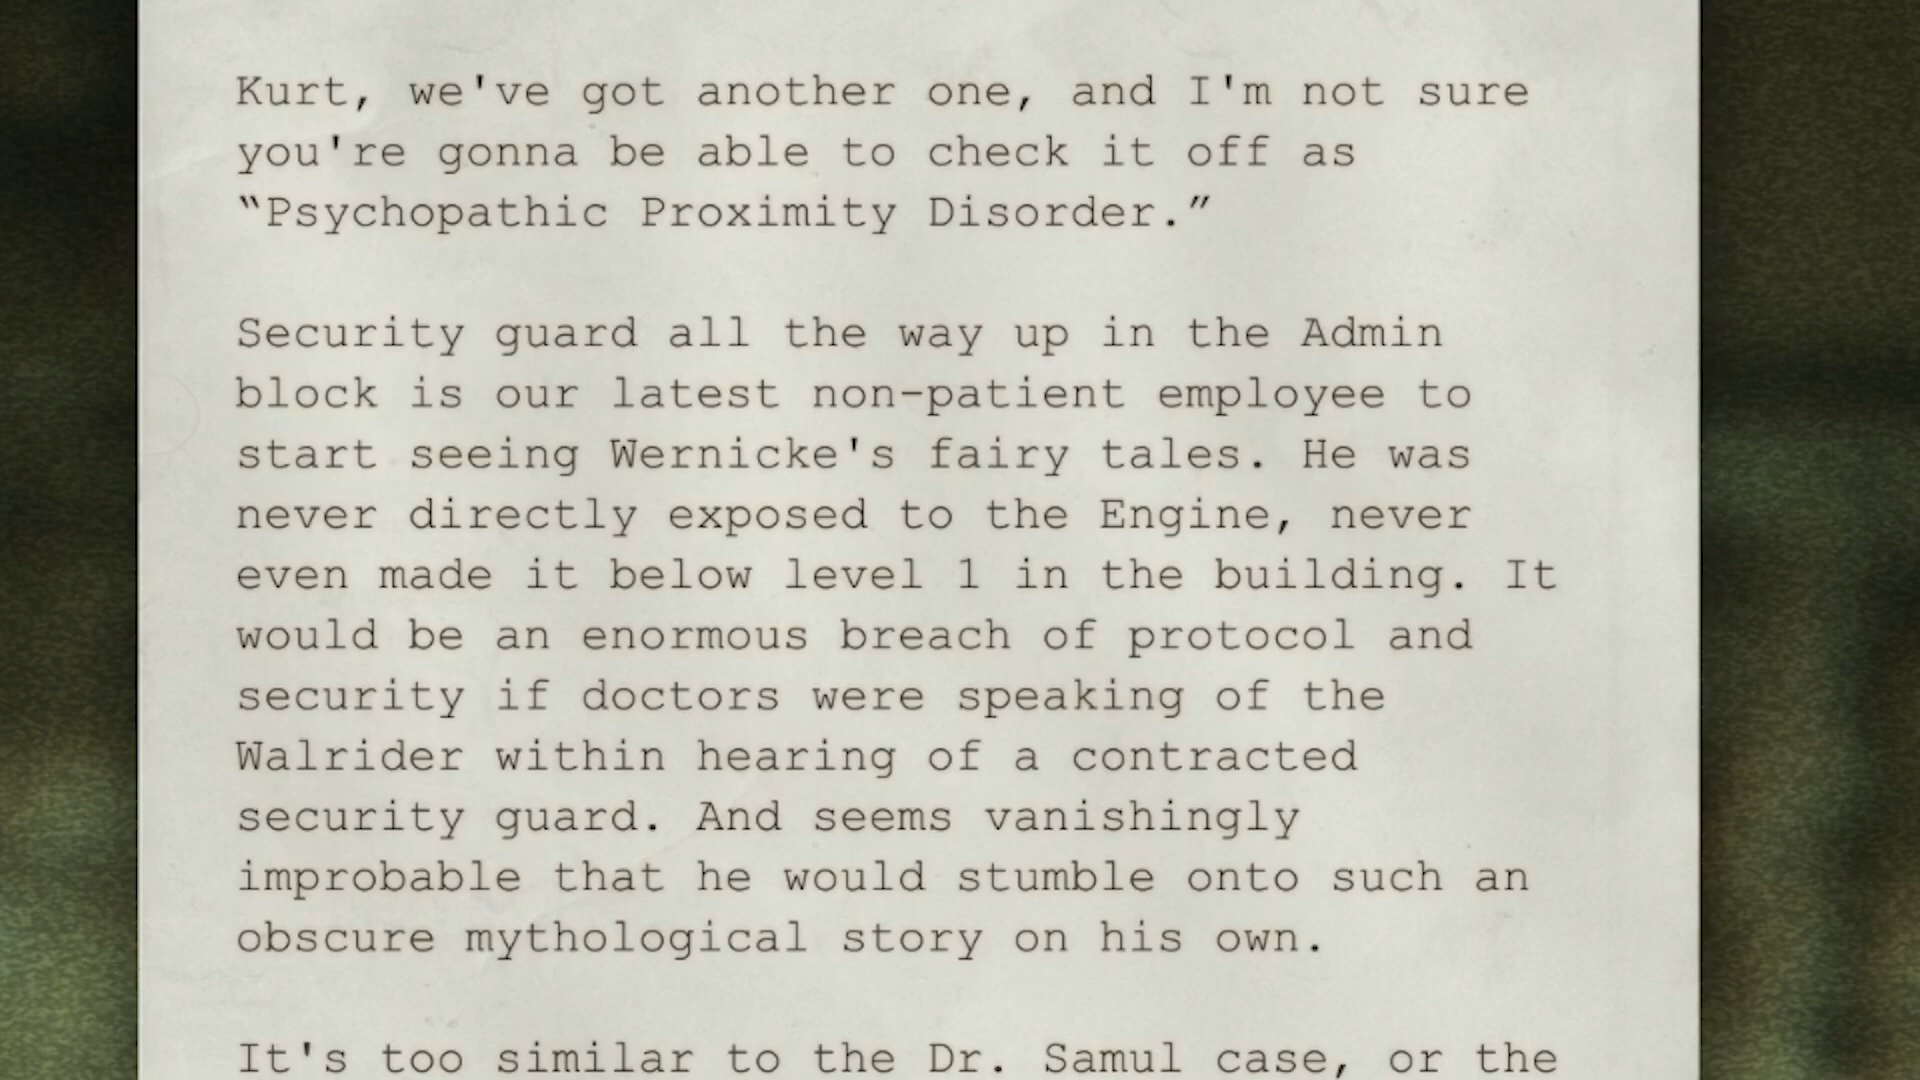 Kurt, we've got another one, and I'm not sure
you're gonna be able to check it off as
“Psychopathic Proximity Disorder.”
Security guard all the way up in the Admin
block is our latest non-patient employee to
start seeing Wernicke's fairy tales. He was
never directly exposed to the Engine, never
even made it below level 1 in the building. It
would be an enormous breach of protocol and
security if doctors were speaking of the
Walrider within hearing of a contracted
security guard. And seems vanishingly
improbable that he would stumble onto such an
obscure mythological story on his own.
It's too similar to the Dr. Samul case, or the